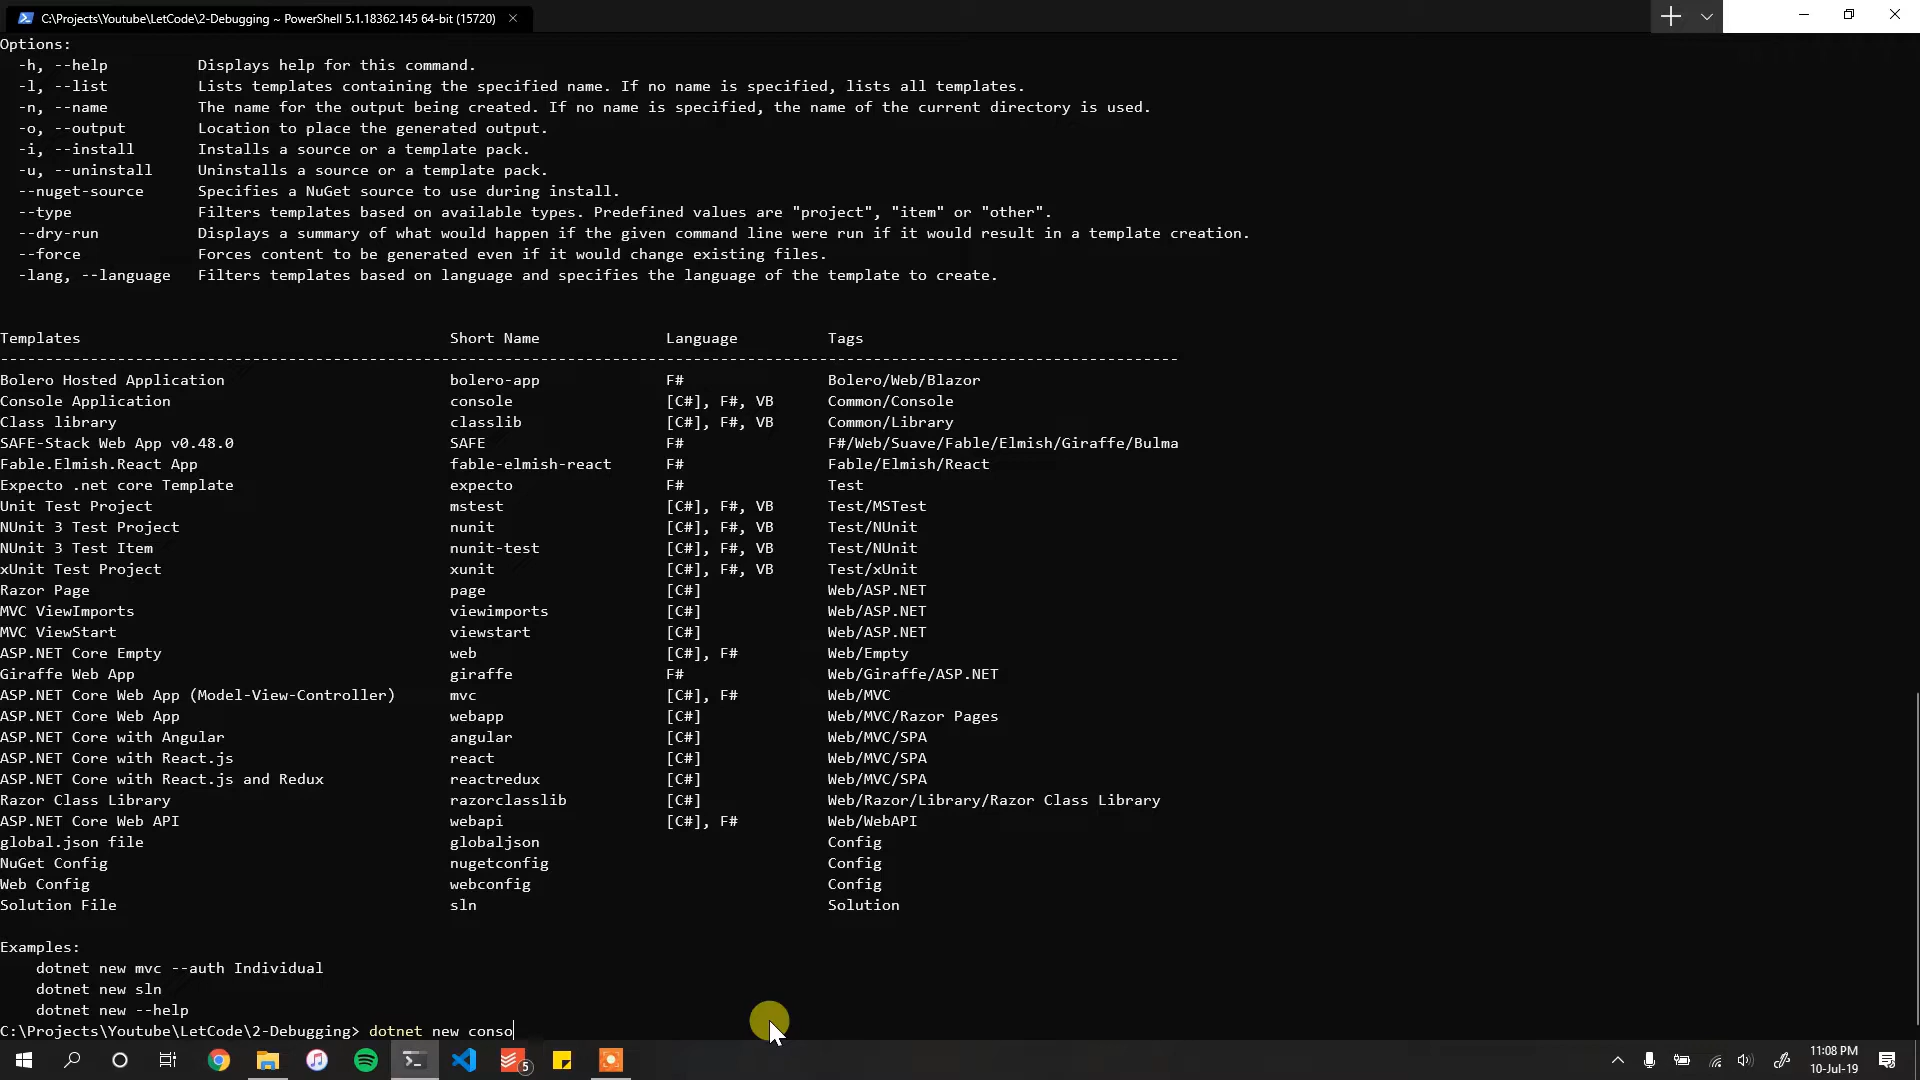 C:\Projects\Youtube\LetCode\2-Debugging ~ PowerShell 5.1.18362.145 64-bit (15720)
Options:
-h, --help Displays help for this command.
-l, --list Lists templates containing the specified name. If no name is specified, lists all templates.
-n, --name The name for the output being created. If no name is specified, the name of the current directory is used.
-o, --output Location to place the generated output.
-i, --install Installs a source or a template pack.
-u, --uninstall Uninstalls a source or a template pack.
--nuget-source Specifies a NuGet source to use during install.
--type Filters templates based on available types. Predefined values are "project", "item" or "other".
--dry-run Displays a summary of what would happen if the given command line were run if it would result in a template creation.
--force Forces content to be generated even if it would change existing files.
-lang, --language Filters templates based on language and specifies the language of the template to create.
Templates Short Name Language Tags
-----------------------------------------------------------------------------------------------------------------------------------
Bolero Hosted Application bolero-app F# Bolero/Web/Blazor
Console Application console [C#], F#, VB Common/Console
Class library classlib [C#], F#, VB Common/Library
SAFE-Stack Web App v0.48.0 SAFE F# F#/Web/Suave/Fable/Elmish/Giraffe/Bulma
Fable.Elmish.React App fable-elmish-react F# Fable/Elmish/React
Expecto .net core Template expecto F# Test
Unit Test Project mstest [C#], F#, VB Test/MSTest
NUnit 3 Test Project nunit [C#], F#, VB Test/NUnit
NUnit 3 Test Item nunit-test [C#], F#, VB Test/NUnit
xUnit Test Project xunit [C#], F#, VB Test/xUnit
Razor Page page [C#] Web/ASP.NET
MVC ViewImports viewimports [C#] Web/ASP.NET
MVC ViewStart viewstart [C#] Web/ASP.NET
ASP.NET Core Empty web [C#], F# Web/Empty
Giraffe Web App giraffe F# Web/Giraffe/ASP.NET
ASP.NET Core Web App (Model-View-Controller) mvc [C#], F# Web/MVC
ASP.NET Core Web App webapp [C#] Web/MVC/Razor Pages
ASP.NET Core with Angular angular [C#] Web/MVC/SPA
ASP.NET Core with React.js react [C#] Web/MVC/SPA
ASP.NET Core with React.js and Redux reactredux [C#] Web/MVC/SPA
Razor Class Library razorclasslib [C#] Web/Razor/Library/Razor Class Library
ASP.NET Core Web API webapi [C#], F# Web/WebAPI
global.json file globaljson Config
NuGet Config nugetconfig Config
Web Config webconfig Config
Solution File sln Solution
Examples:
dotnet new mvc --auth Individual
dotnet new sln
dotnet new --help
C:\Projects\Youtube\LetCode\2-Debugging> dotnet new conso
5
11:08 PM
10-Jul-19